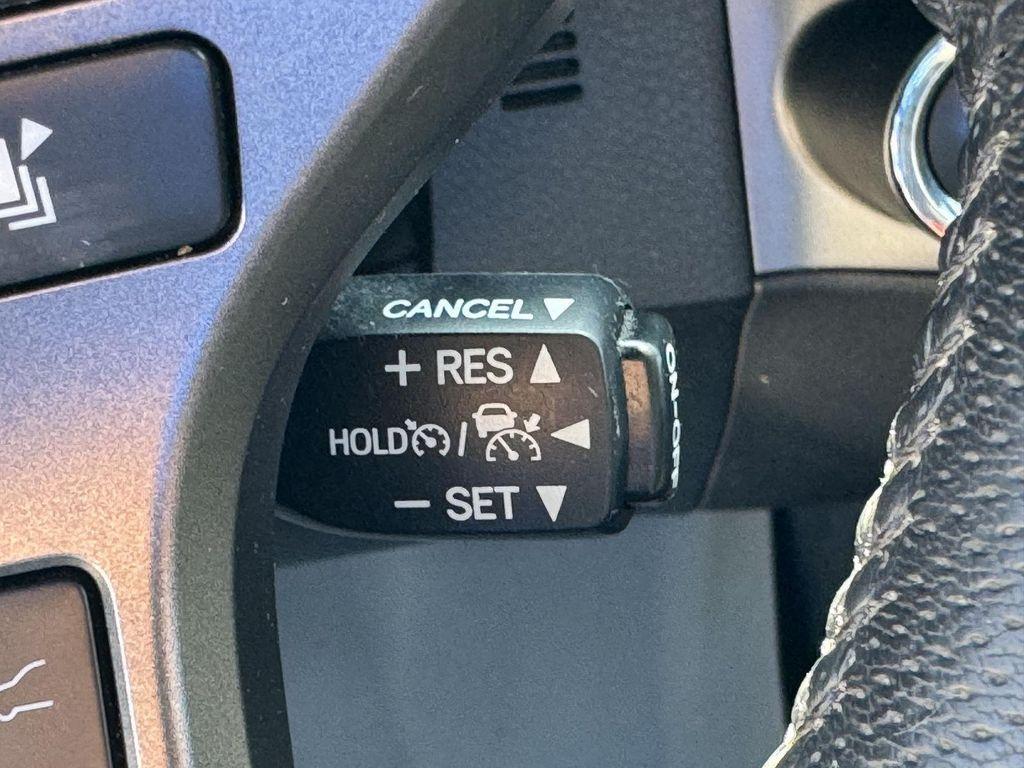 CANCEL
+ RES
HOLD /
− SET
ON-OFF